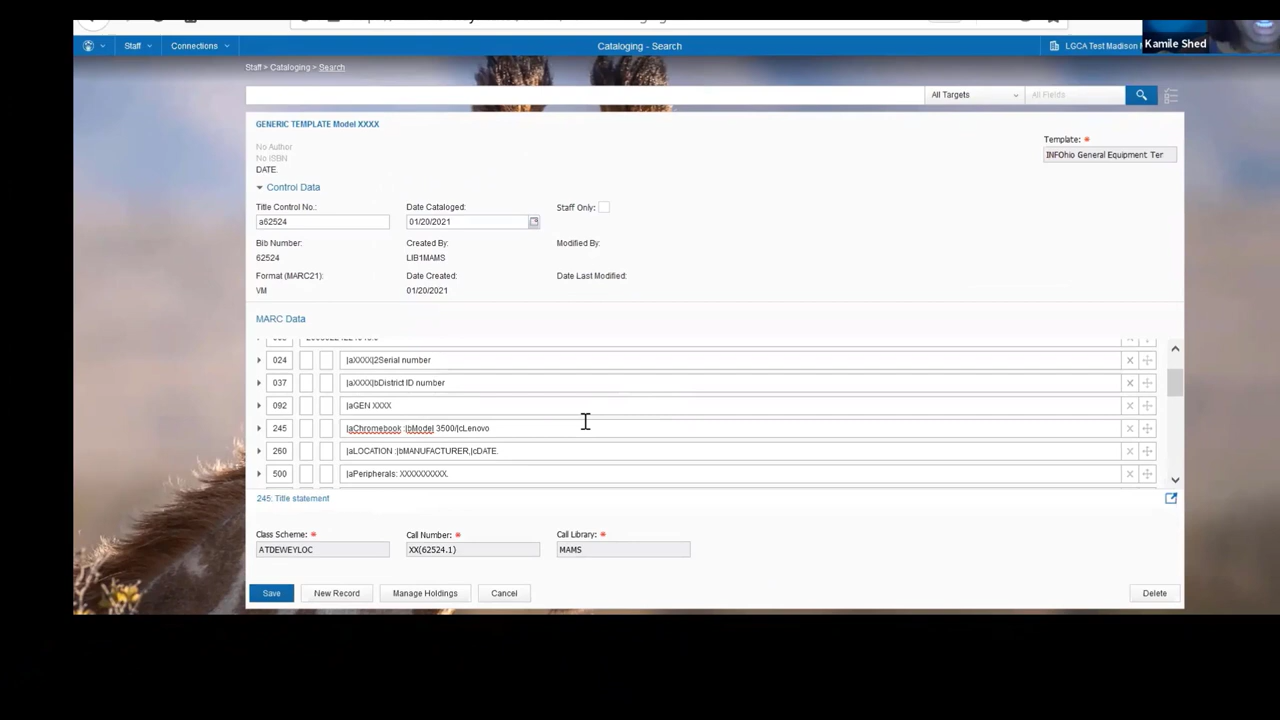 Staff
Connections
Cataloging - Search
LGCA Test Madison
Kamile Shed
Staff > Cataloging > Search
All Targets
All Fields
GENERIC TEMPLATE Model XXXX
No Author
No ISBN
DATE.
Template: *
INFOhio General Equipment Ter
Control Data
Title Control No.:
Date Cataloged:
Staff Only:
a62524
01/20/2021
Bib Number:
Created By:
Modified By:
62524
LIB1MAMS
Format (MARC21):
Date Created:
Date Last Modified:
VM
01/20/2021
MARC Data
024 |aXXXX|2Serial number
037 |aXXXX|bDistrict ID number
092 |aGEN XXXX
245 |aChromebook :|bModel 3500/|cLenovo
260 |aLOCATION :|bMANUFACTURER,|cDATE.
500 |aPeripherals: XXXXXXXXXX.
245: Title statement
Class Scheme: *
Call Number: *
Call Library: *
ATDEWEYLOC
XX(62524.1)
MAMS
Save
New Record
Manage Holdings
Cancel
Delete